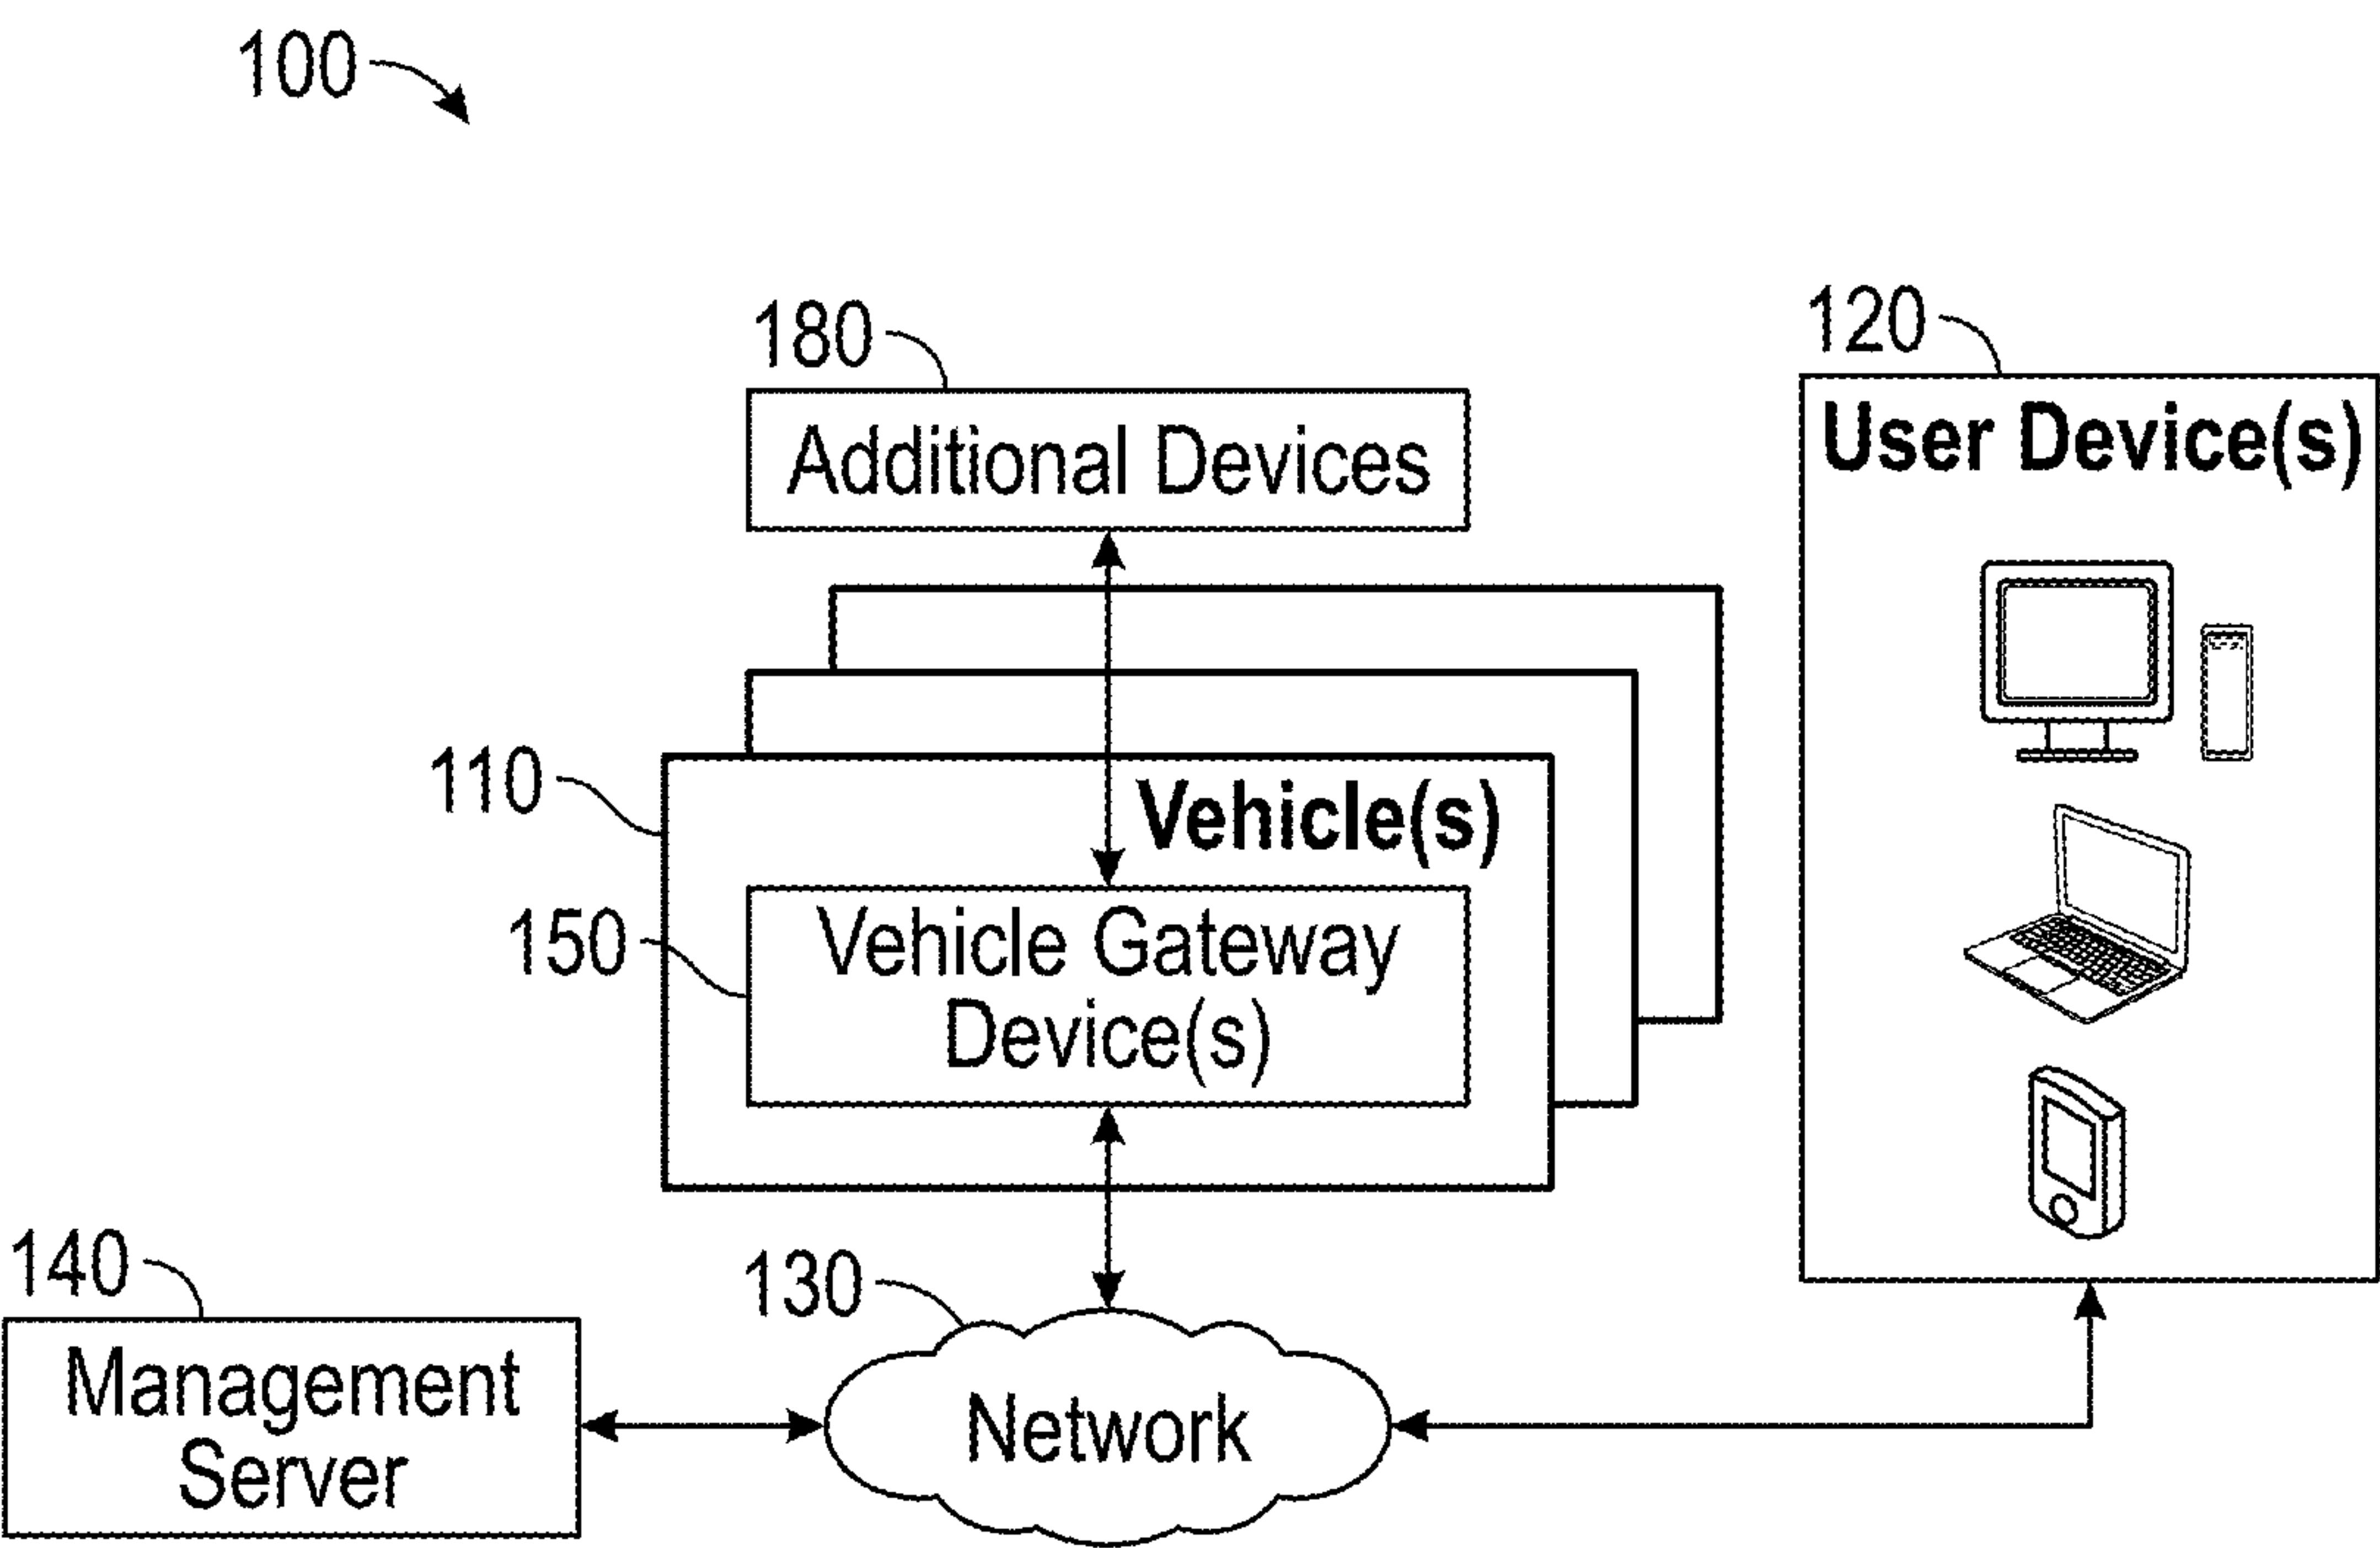 100
180
Additional Devices
120
User Device(s)
110
Vehicle(s)
150
Vehicle Gateway
Device(s)
140
Management
Server
130
Network